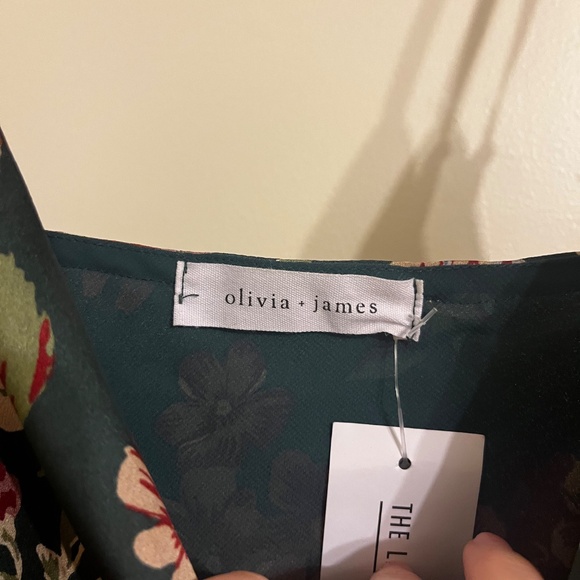 olivia + james
THE